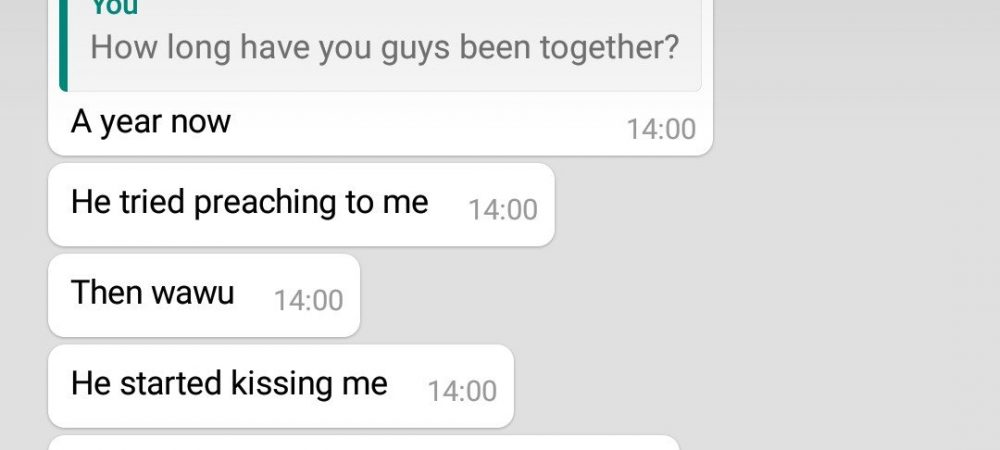 You
How long have you guys been together?
A year now
14:00
He tried preaching to me
14:00
Then wawu
14:00
He started kissing me
14:00